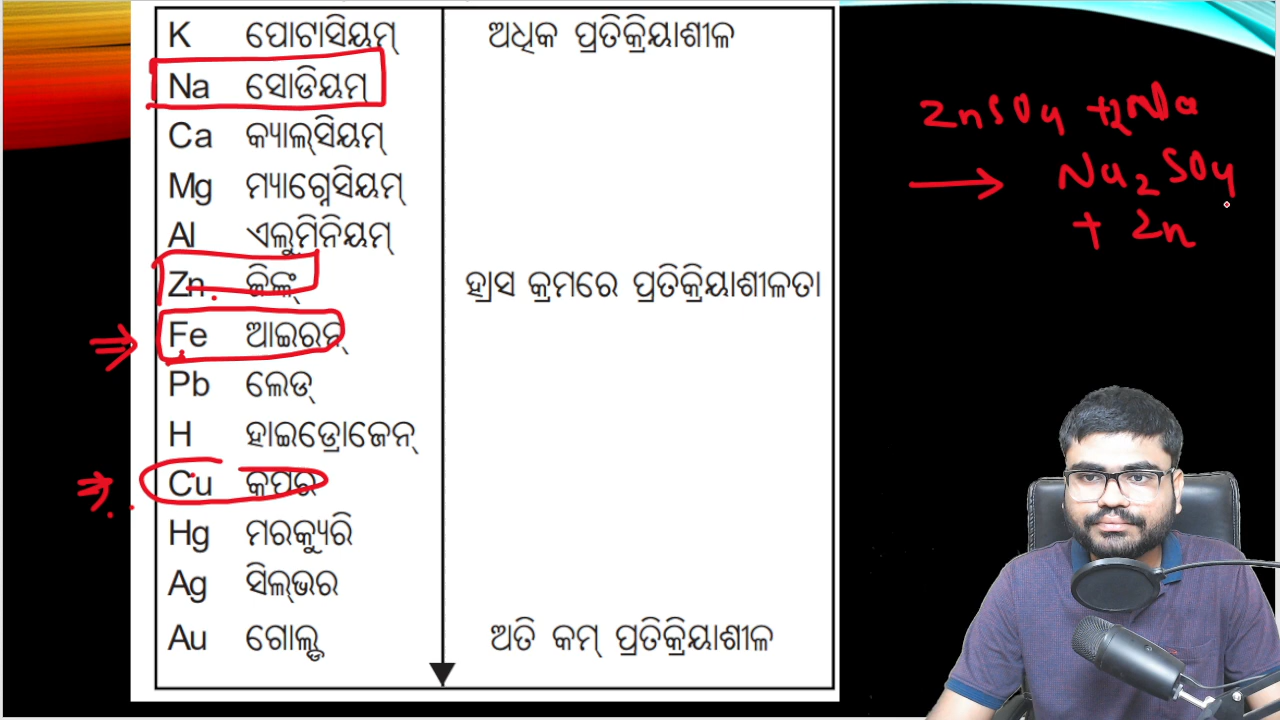 K ପୋଟାସିୟମ୍ ଅଧିକ ପ୍ରତିକ୍ରିୟାଶୀଳ
Na ସୋଡିୟମ୍
Ca କ୍ୟାଲ୍‌ସିୟମ୍
Mg ମ୍ୟାଗ୍ନେସିୟମ୍
Al ଏଲୁମିନିୟମ୍
Zn ଜିଙ୍କ୍ ହ୍ରାସ କ୍ରମରେ ପ୍ରତିକ୍ରିୟାଶୀଳତା
Fe ଆଇରନ୍
Pb ଲେଡ୍
H ହାଇଡ୍ରୋଜେନ୍
Cu କପର
Hg ମରକ୍ୟୁରି
Ag ସିଲ୍‌ଭର
Au ଗୋଲ୍ଡ ଅତି କମ୍ ପ୍ରତିକ୍ରିୟାଶୀଳ
ZnSO4 + 2Na
→ Na2SO4
+ Zn